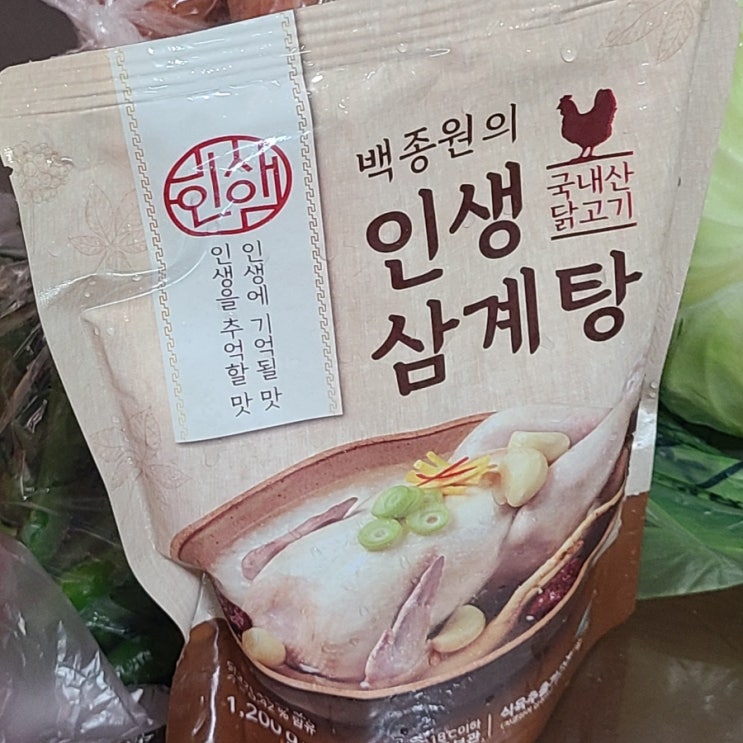 인생
인생에 기억될 맛
인생을 추억할 맛
백종원의
인생
삼계탕
국내산
닭고기
1,200g